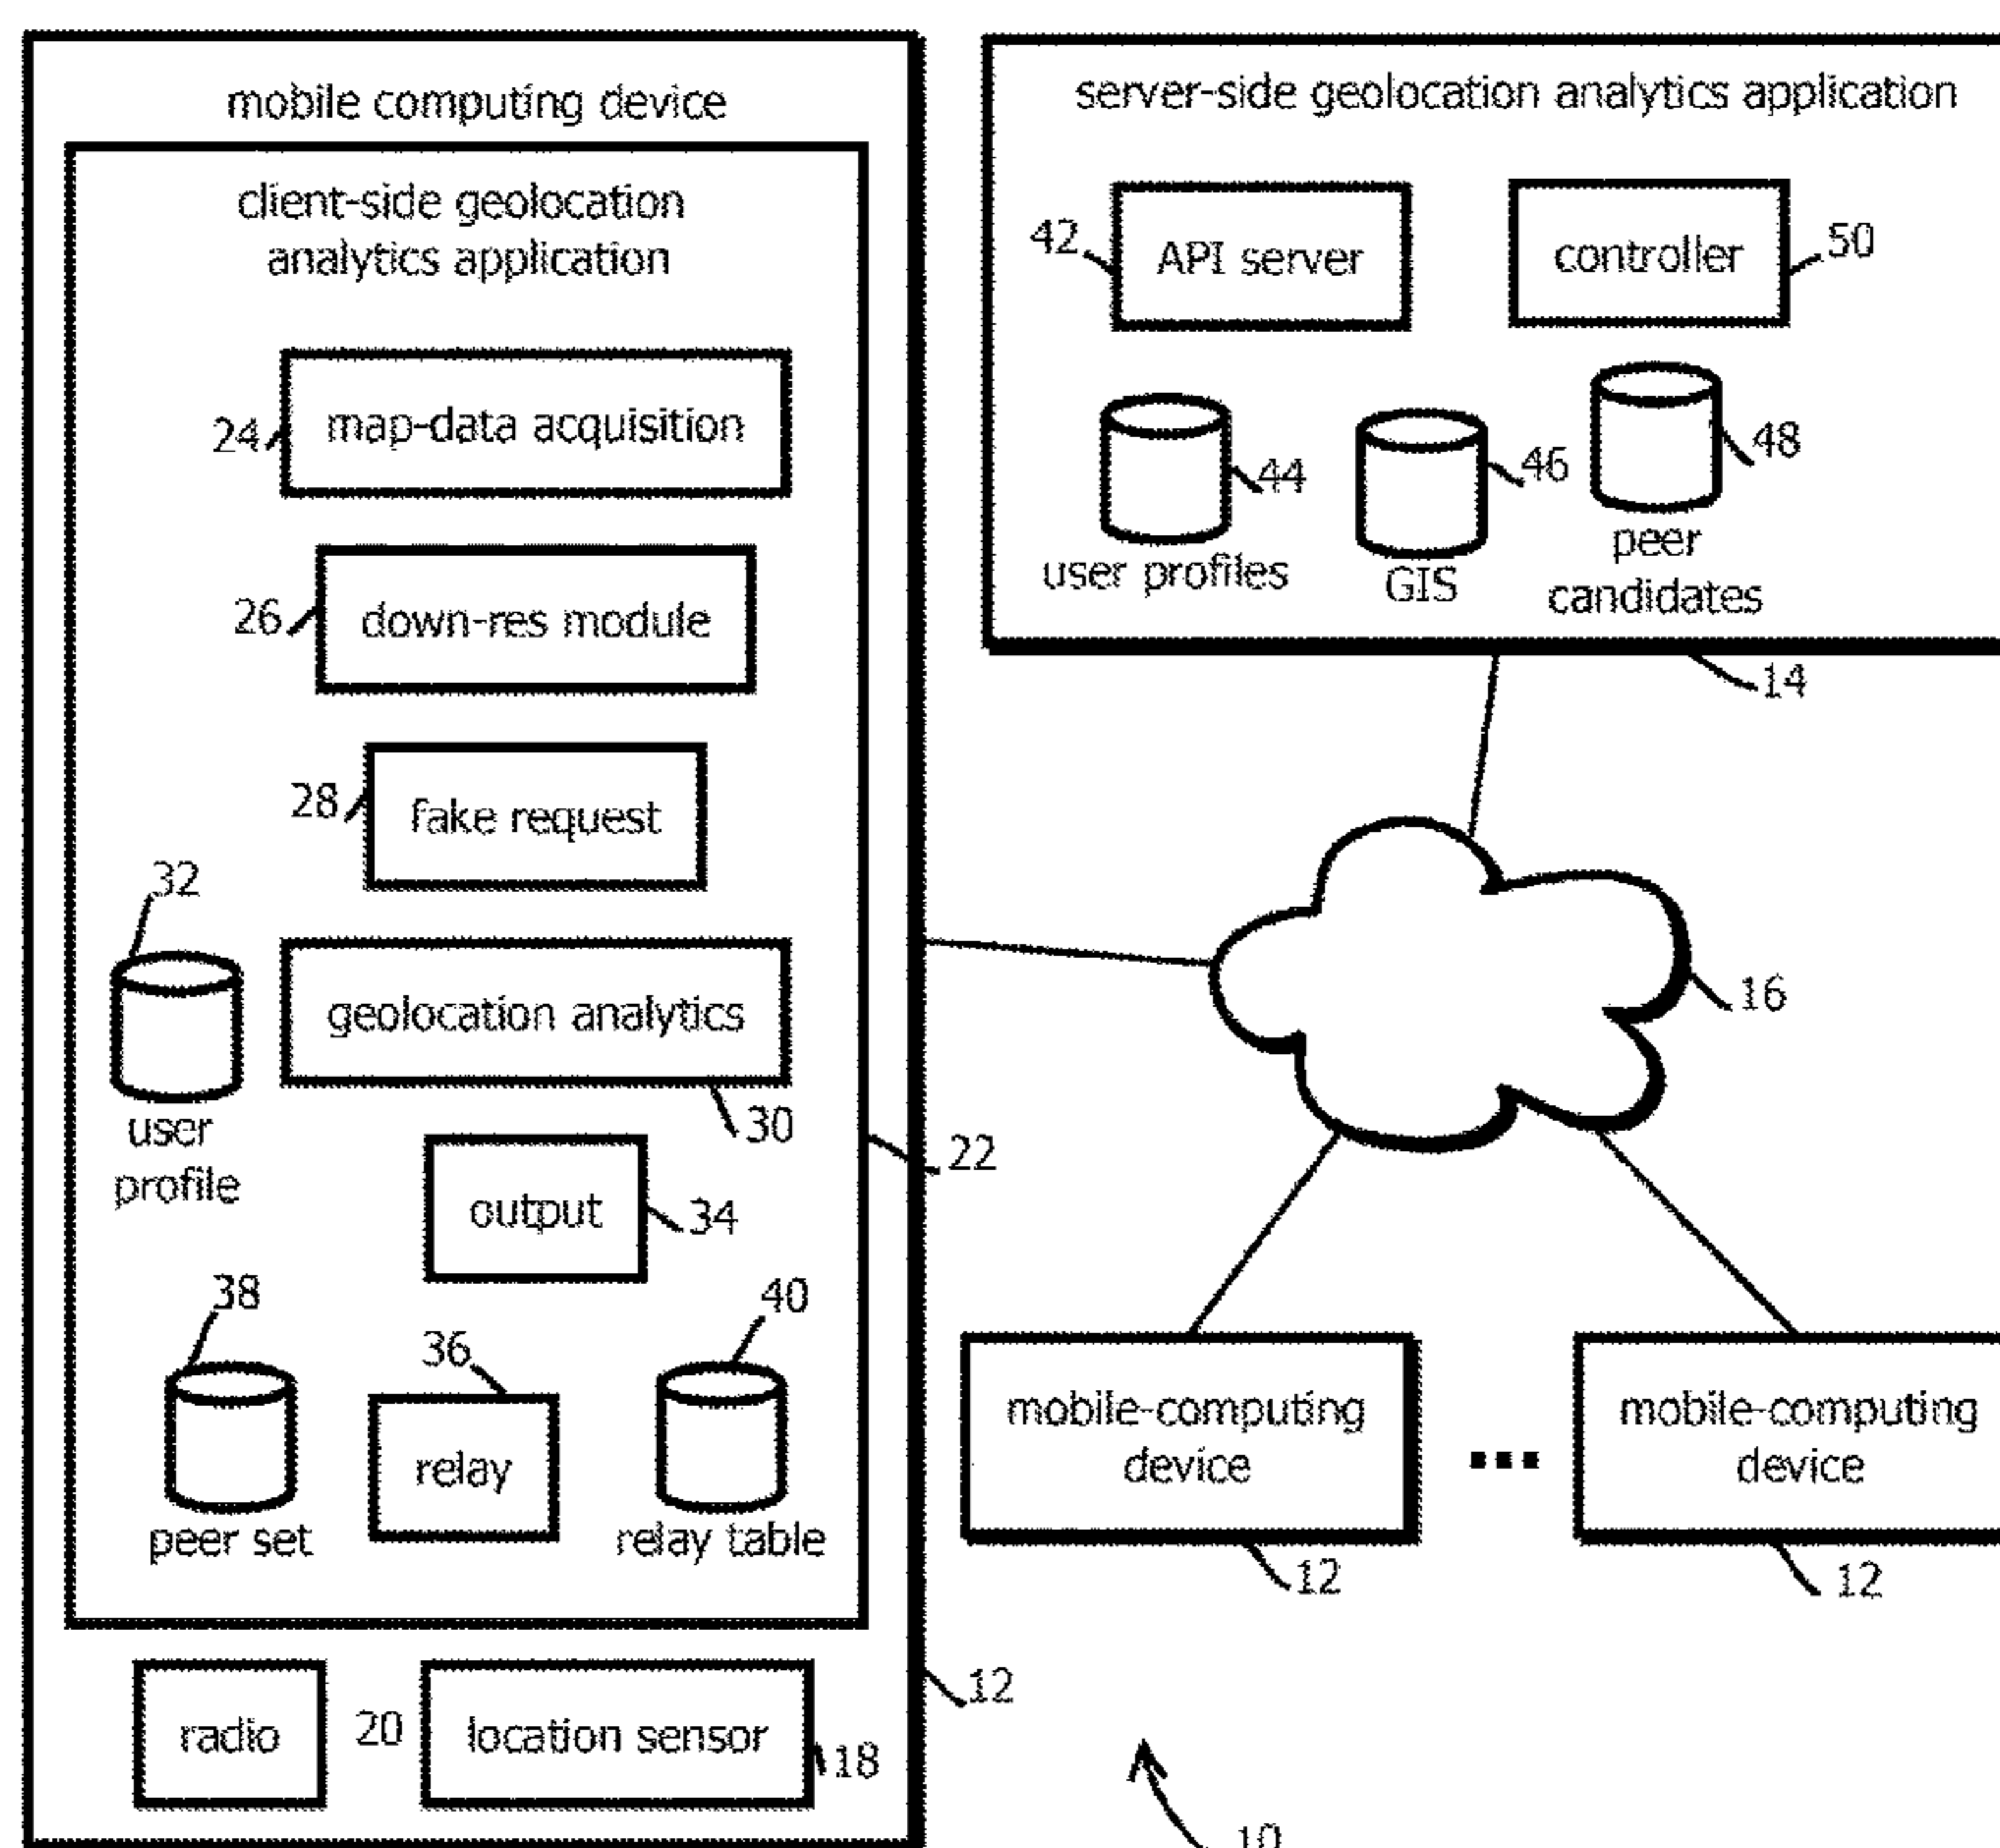 mobile computing device
client-side geolocation
analytics application
24
map-data acquisition
26
down-res module
28
fake request
32
user
profile
geolocation analytics
30
22
output
34
38
peer set
36
relay
40
relay table
radio
20
location sensor
18
12
server-side geolocation analytics application
42
API server
controller
50
44
user profiles
46
GIS
48
peer
candidates
14
16
mobile-computing
device
12
...
mobile-computing
device
12
10